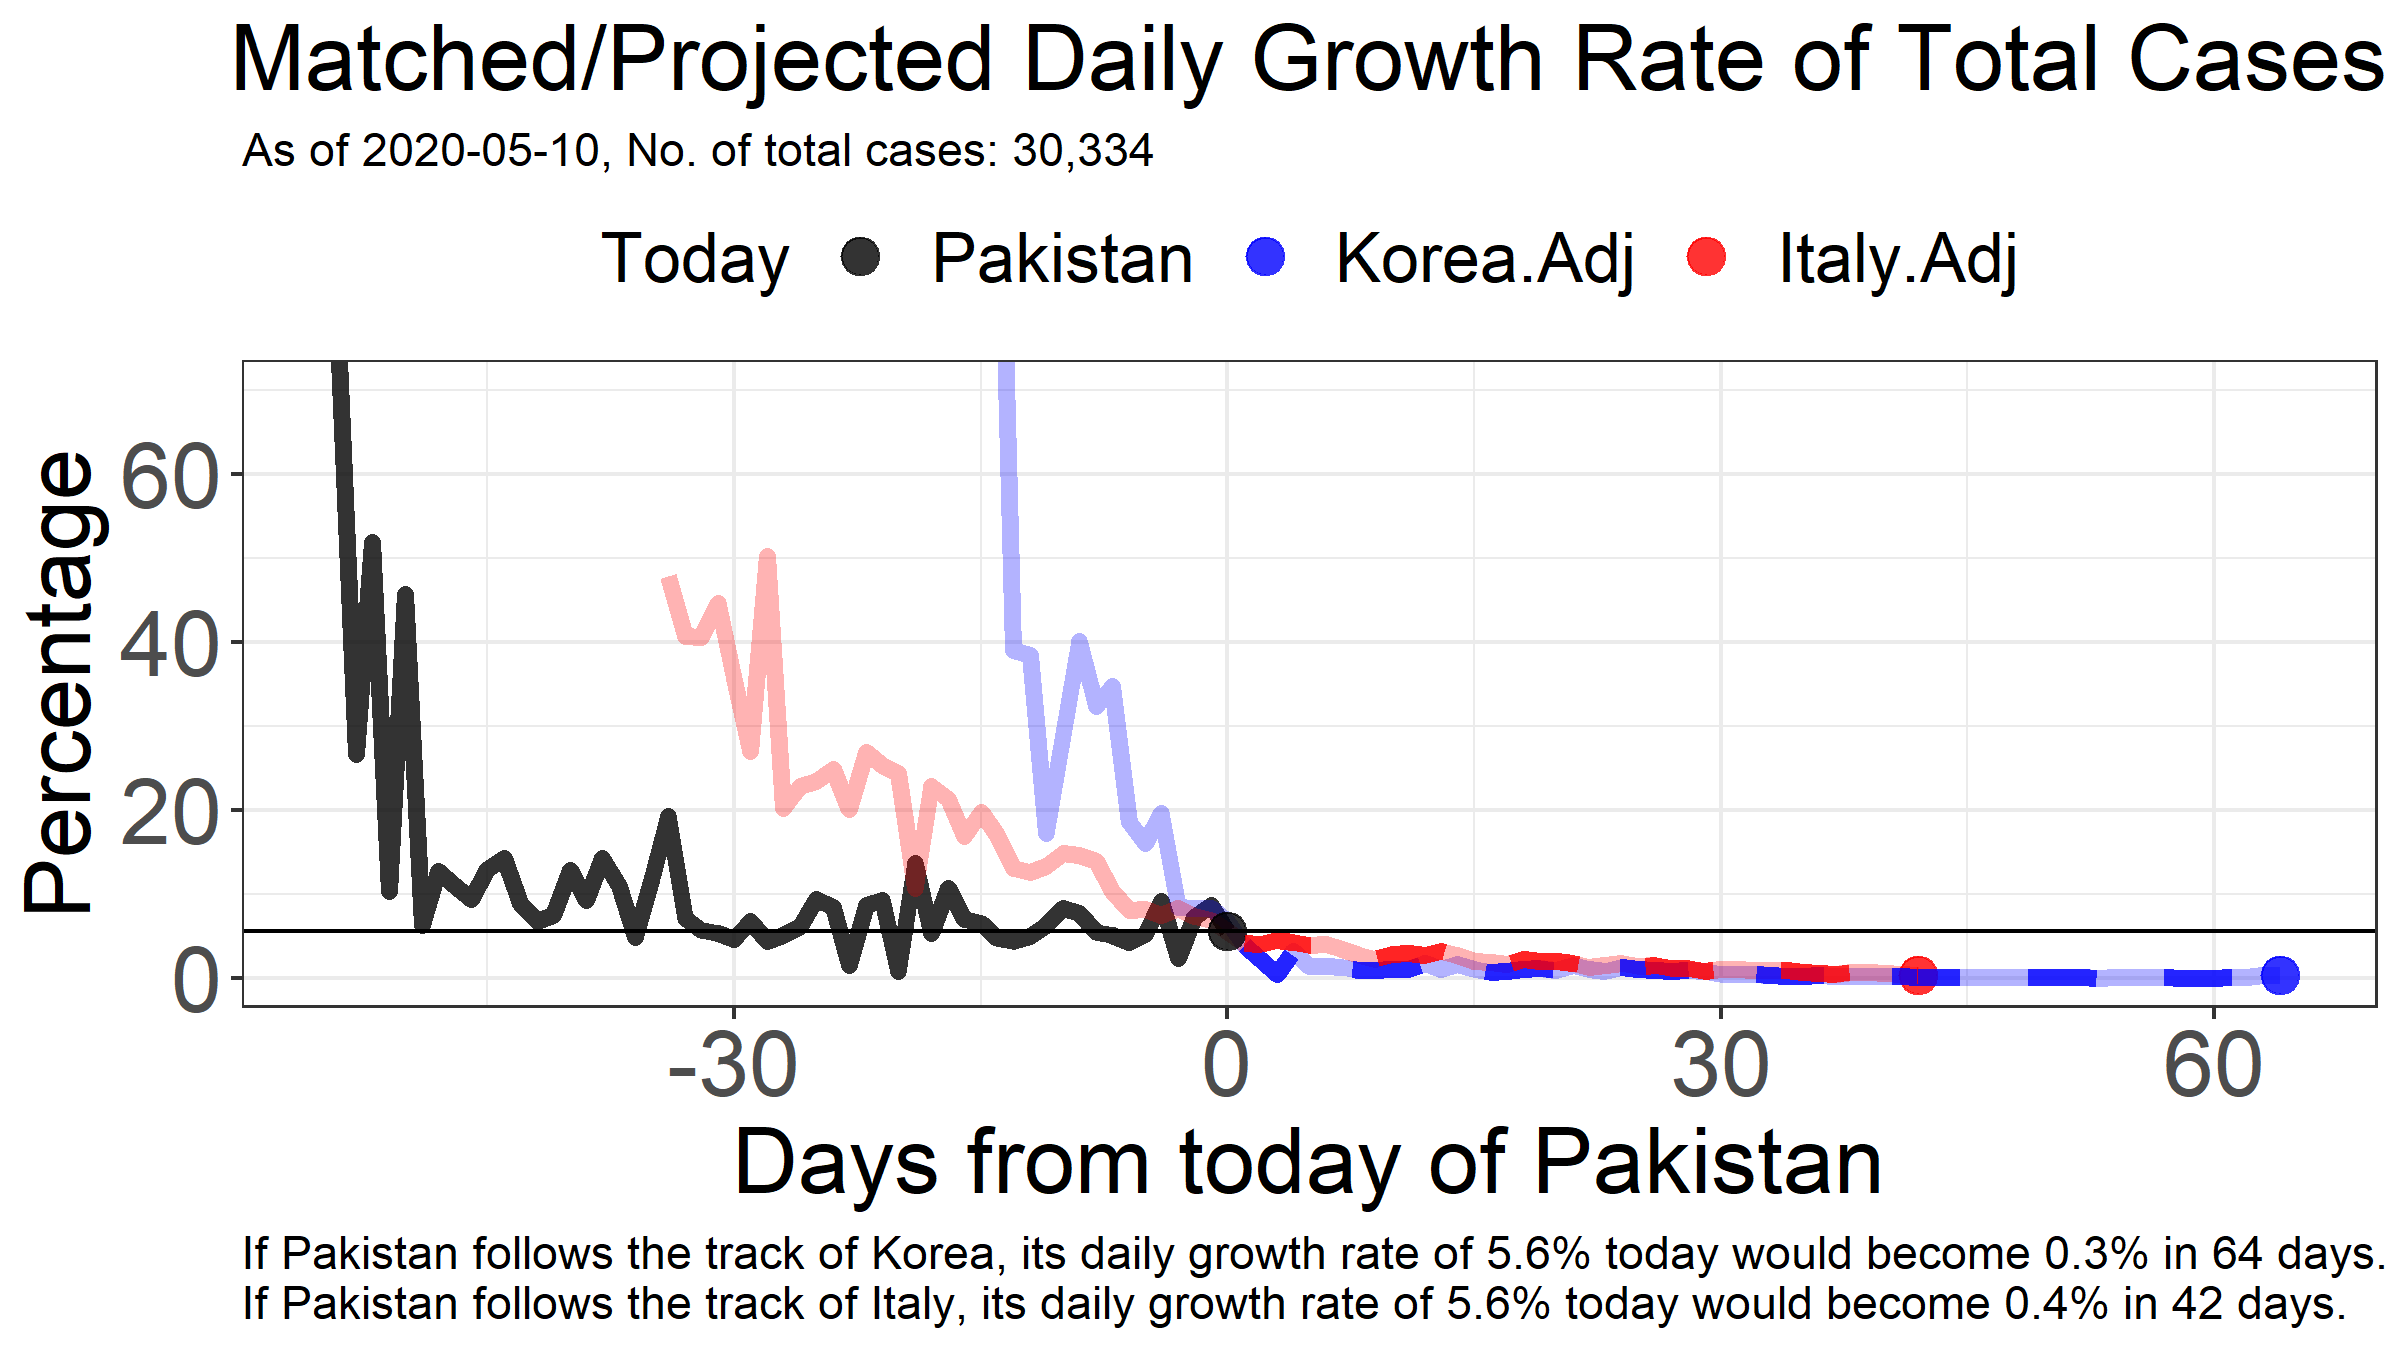 Matched/Projected Daily Growth Rate of Total Cases
As of 2020-05-10, No. of total cases: 30,334
Today Pakistan Korea.Adj Italy.Adj
Percentage
60
40
20
0
-30 0 30 60
Days from today of Pakistan
If Pakistan follows the track of Korea, its daily growth rate of 5.6% today would become 0.3% in 64 days.
If Pakistan follows the track of Italy, its daily growth rate of 5.6% today would become 0.4% in 42 days.